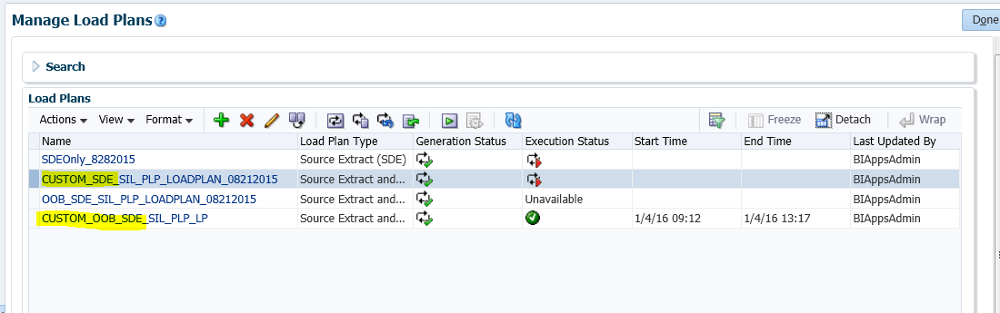 Manage Load Plans
Done
Search
Load Plans
Actions View Format Freeze Detach Wrap
Name Load Plan Type Generation Status Execution Status Start Time End Time Last Updated By
SDEOnly_8282015 Source Extract (SDE) BIAppsAdmin
CUSTOM_SDE_SIL_PLP_LOADPLAN_08212015 Source Extract and... BIAppsAdmin
OOB_SDE_SIL_PLP_LOADPLAN_08212015 Source Extract and... Unavailable BIAppsAdmin
CUSTOM_OOB_SDE_SIL_PLP_LP Source Extract and... 1/4/16 09:12 1/4/16 13:17 BIAppsAdmin